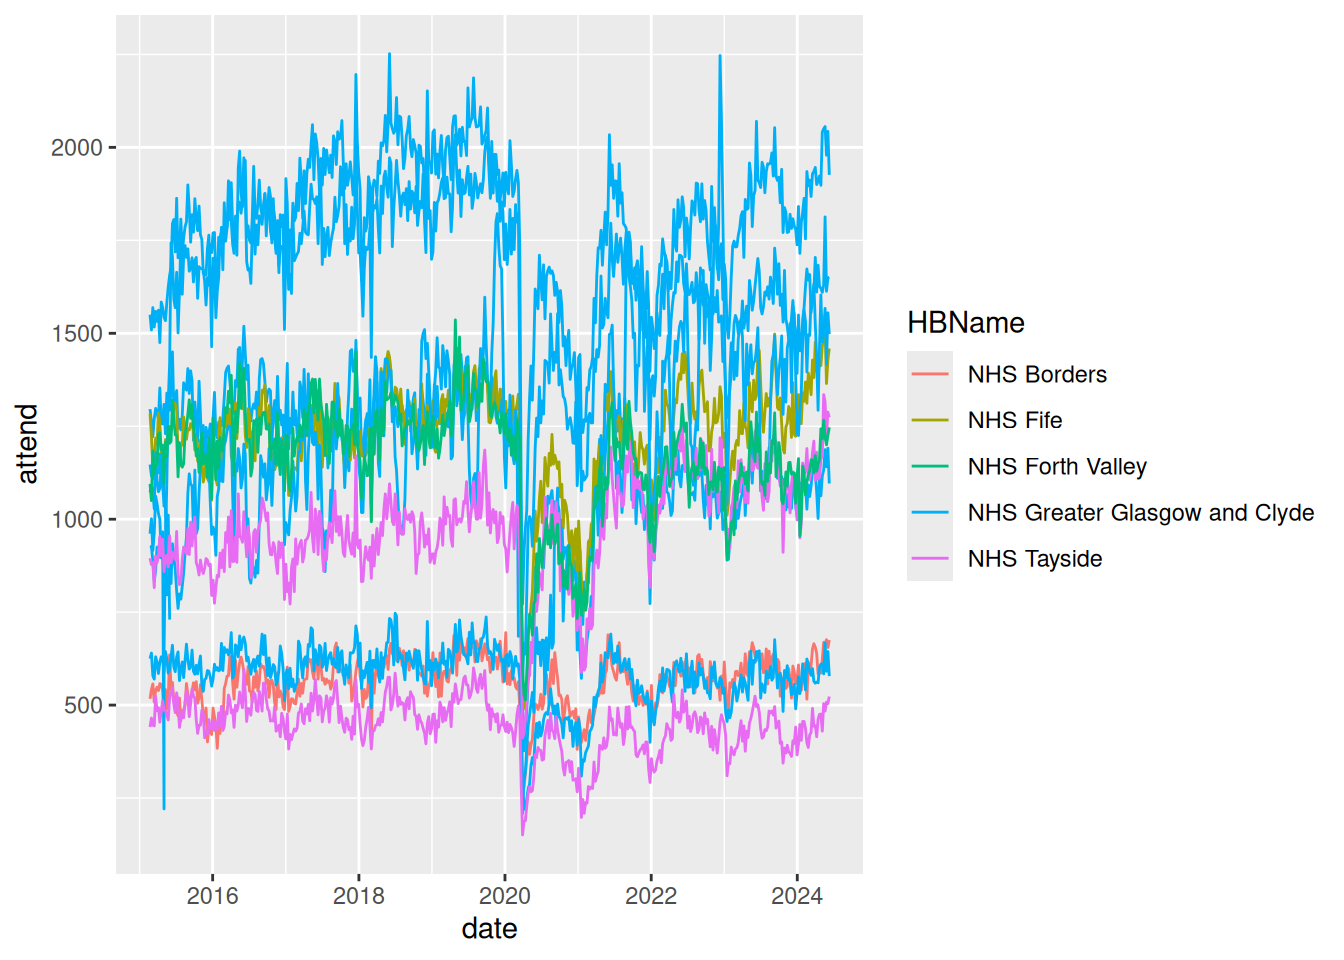 2000
1500
1000
500
attend
2016 2018 2020 2022 2024
date
HBName
NHS Borders
NHS Fife
NHS Forth Valley
NHS Greater Glasgow and Clyde
NHS Tayside